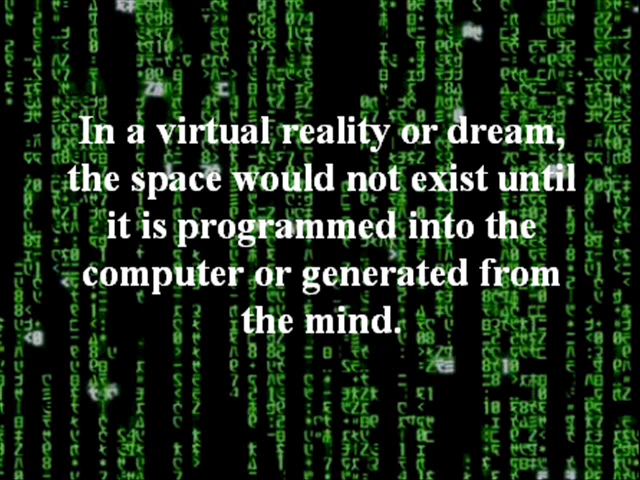 In a virtual reality or dream,
the space would not exist until
it is programmed into the
computer or generated from
the mind.